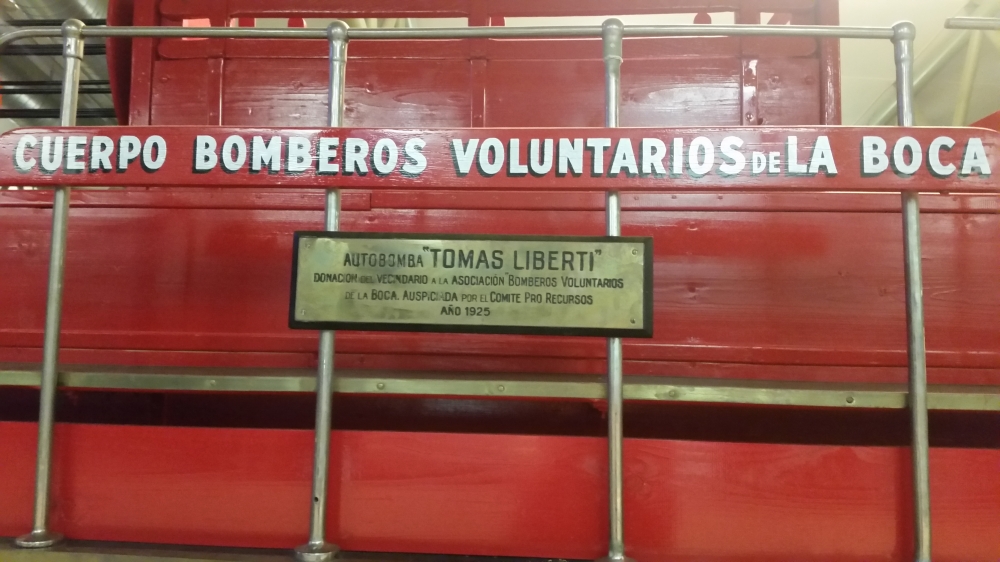 CUERPO BOMBEROS VOLUNTARIOS DE LA BOCA
AUTOBOMBA "TOMAS LIBERTI"
DONACION DEL VECINDARIO A LA ASOCIACIÓN "BOMBEROS VOLUNTARIOS
DE LA BOCA. AUSPICIADA POR EL COMITE PRO RECURSOS
AÑO 1925